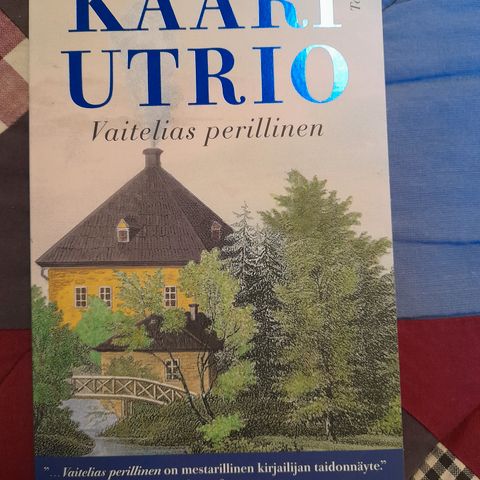 KAARI
UTRIO
Vaitelias perillinen
"...Vaitelias perillinen on mestarillinen kirjailijan taidonnäyte."